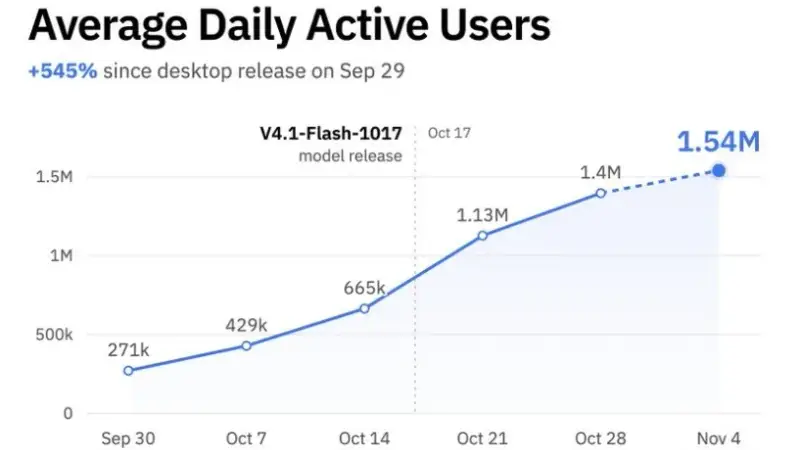 Average Daily Active Users
+545% since desktop release on Sep 29
V4.1-Flash-1017
model release
Oct 17
1.54M
1.4M
1.13M
665k
429k
271k
1.5M
1M
500k
0
Sep 30 Oct 7 Oct 14 Oct 21 Oct 28 Nov 4